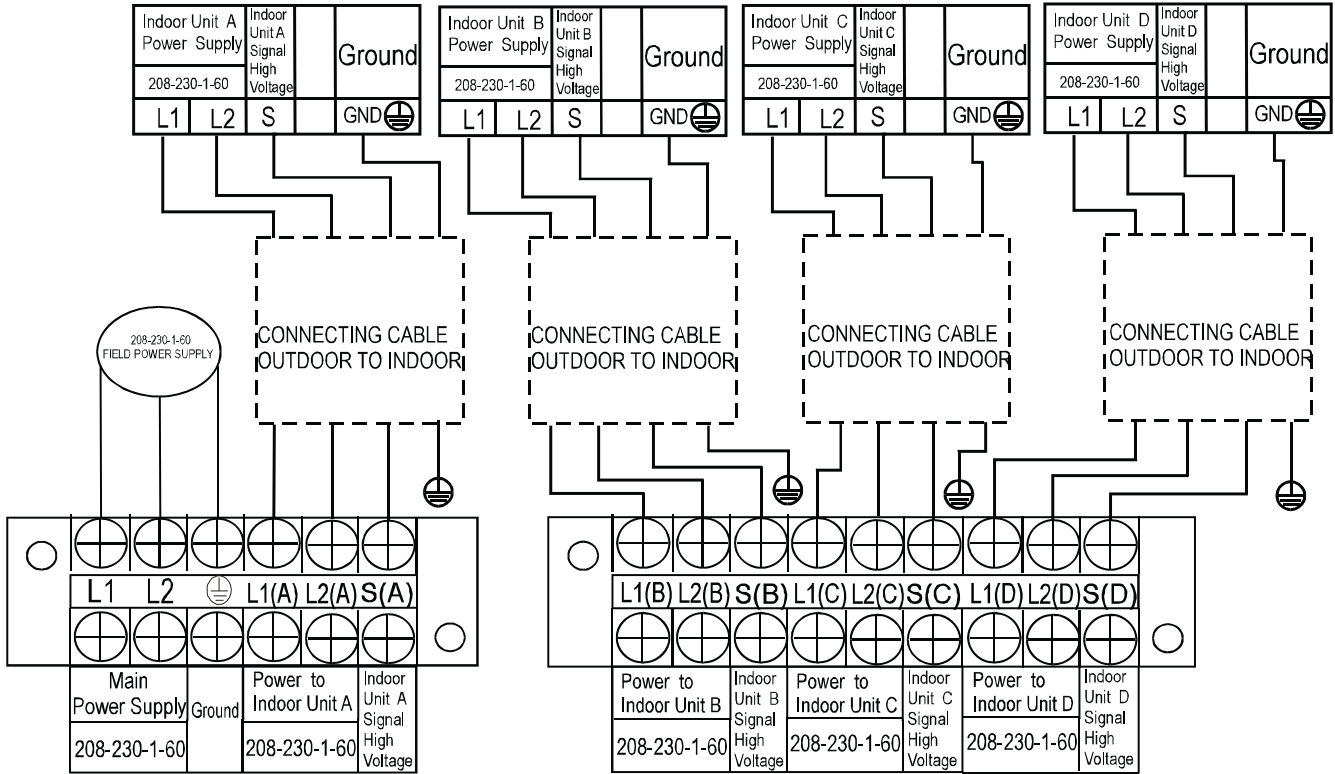 Indoor Unit A
Power Supply
208-230-1-60
Indoor
Unit A
Signal
High
Voltage
Ground
L1 L2 S GND
Indoor Unit B
Power Supply
208-230-1-60
Indoor
Unit B
Signal
High
Voltage
Ground
L1 L2 S GND
Indoor Unit C
Power Supply
208-230-1-60
Indoor
Unit C
Signal
High
Voltage
Ground
L1 L2 S GND
Indoor Unit D
Power Supply
208-230-1-60
Indoor
Unit D
Signal
High
Voltage
Ground
L1 L2 S GND
208-230-1-60
FIELD POWER SUPPLY
CONNECTING CABLE
OUTDOOR TO INDOOR
CONNECTING CABLE
OUTDOOR TO INDOOR
CONNECTING CABLE
OUTDOOR TO INDOOR
CONNECTING CABLE
OUTDOOR TO INDOOR
L1 L2 L1(A) L2(A) S(A)
Main
Power Supply
208-230-1-60
Ground
Power to
Indoor Unit A
208-230-1-60
Indoor
Unit A
Signal
High
Voltage
L1(B) L2(B) S(B) L1(C) L2(C) S(C) L1(D) L2(D) S(D)
Power to
Indoor Unit B
208-230-1-60
Indoor
Unit B
Signal
High
Voltage
Power to
Indoor Unit C
208-230-1-60
Indoor
Unit C
Signal
High
Voltage
Power to
Indoor Unit D
208-230-1-60
Indoor
Unit D
Signal
High
Voltage